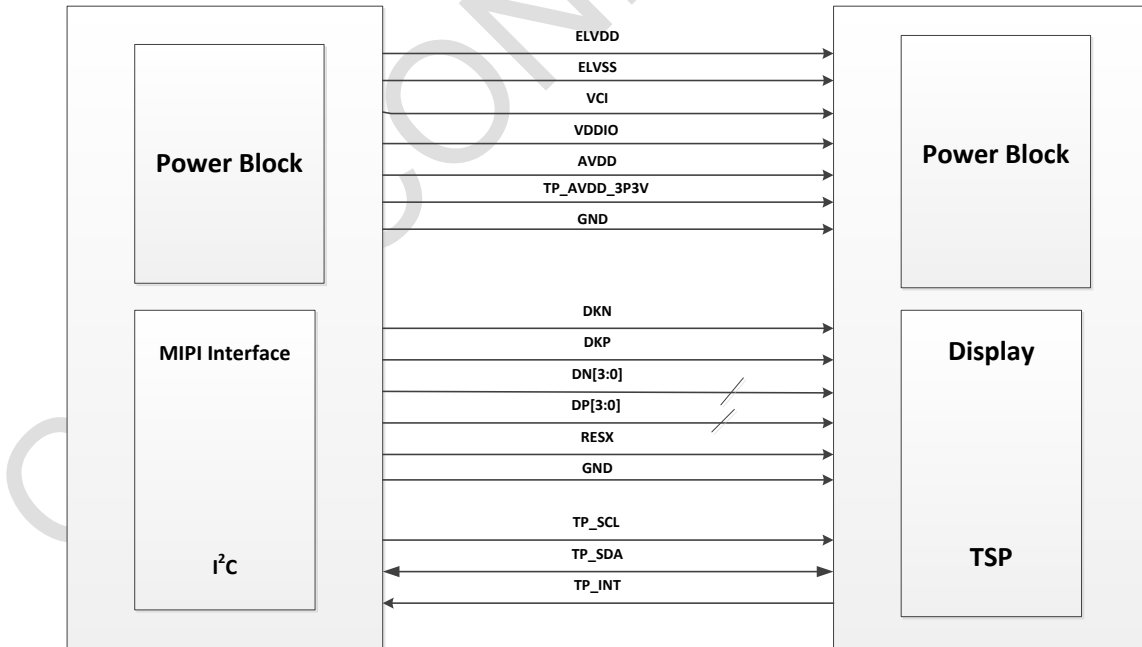 ELVDD
ELVSS
VCI
VDDIO
AVDD
TP_AVDD_3P3V
GND
Power Block
Power Block
DKN
DKP
DN[3:0]
DP[3:0]
RESX
GND
MIPI Interface
Display
TP_SCL
TP_SDA
TP_INT
I²C
TSP